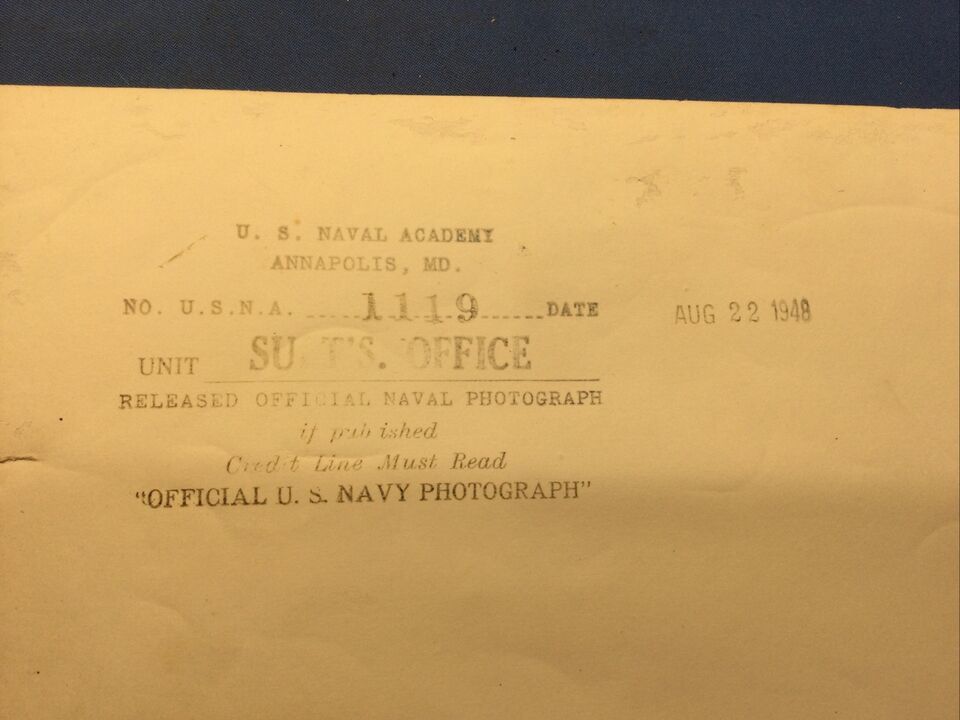 U. S. NAVAL ACADEMY
ANNAPOLIS, MD.
NO. U.S.N.A. 1119 DATE AUG 22 1948
UNIT SUPT'S. OFFICE
RELEASED OFFICIAL NAVAL PHOTOGRAPH
if published
Credit Line Must Read
"OFFICIAL U. S. NAVY PHOTOGRAPH"